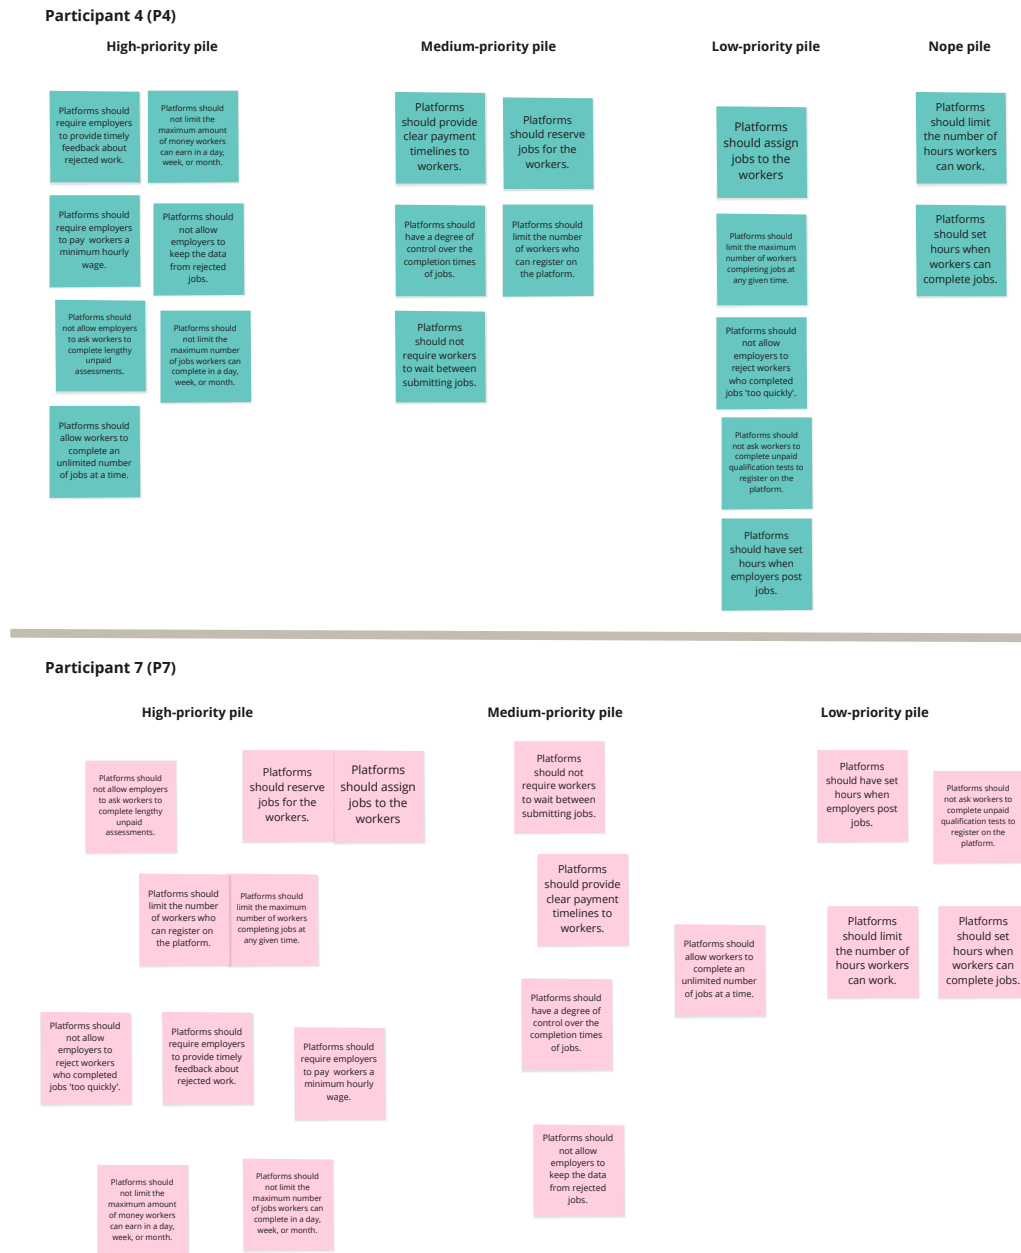 Participant 4 (P4)
High-priority pile
Medium-priority pile
Low-priority pile
Nope pile
Platforms should
require employers
to provide timely
feedback about
rejected work.
Platforms should
not limit the
maximum amount
of money workers
can earn in a day,
week, or month.
Platforms should
require employers
to pay workers a
minimum hourly
wage.
Platforms should
not allow
employers to
keep the data
from rejected
jobs.
Platforms should
not allow employers
to ask workers to
complete lengthy
unpaid
assessments.
Platforms should
not limit the
maximum number
of jobs workers can
complete in a day,
week, or month.
Platforms should
allow workers to
complete an
unlimited number
of jobs at a time.
Platforms
should provide
clear payment
timelines to
workers.
Platforms
should reserve
jobs for the
workers.
Platforms should
have a degree of
control over the
completion times
of jobs.
Platforms should
limit the number
of workers who
can register on
the platform.
Platforms
should not
require workers
to wait between
submitting jobs.
Platforms
should assign
jobs to the
workers
Platforms should
limit the maximum
number of workers
completing jobs at
any given time.
Platforms should
not allow
employers to
reject workers
who completed
jobs 'too quickly'.
Platforms should
not ask workers to
complete unpaid
qualification tests to
register on the
platform.
Platforms
should have set
hours when
employers post
jobs.
Platforms
should limit
the number of
hours workers
can work.
Platforms
should set
hours when
workers can
complete jobs.
Participant 7 (P7)
High-priority pile
Medium-priority pile
Low-priority pile
Platforms should
not allow employers
to ask workers to
complete lengthy
unpaid
assessments.
Platforms
should reserve
jobs for the
workers.
Platforms
should assign
jobs to the
workers
Platforms should
limit the number
of workers who
can register on
the platform.
Platforms should
limit the maximum
number of workers
completing jobs at
any given time.
Platforms should
not allow
employers to
reject workers
who completed
jobs 'too quickly'.
Platforms should
require employers
to provide timely
feedback about
rejected work.
Platforms should
require employers
to pay workers a
minimum hourly
wage.
Platforms should
not limit the
maximum amount
of money workers
can earn in a day,
week, or month.
Platforms should
not limit the
maximum number
of jobs workers can
complete in a day,
week, or month.
Platforms
should not
require workers
to wait between
submitting jobs.
Platforms
should provide
clear payment
timelines to
workers.
Platforms should
have a degree of
control over the
completion times
of jobs.
Platforms should
not allow
employers to
keep the data
from rejected
jobs.
Platforms
should have set
hours when
employers post
jobs.
Platforms should
not ask workers to
complete unpaid
qualification tests to
register on the
platform.
Platforms should
allow workers to
complete an
unlimited number
of jobs at a time.
Platforms
should limit
the number of
hours workers
can work.
Platforms
should set
hours when
workers can
complete jobs.